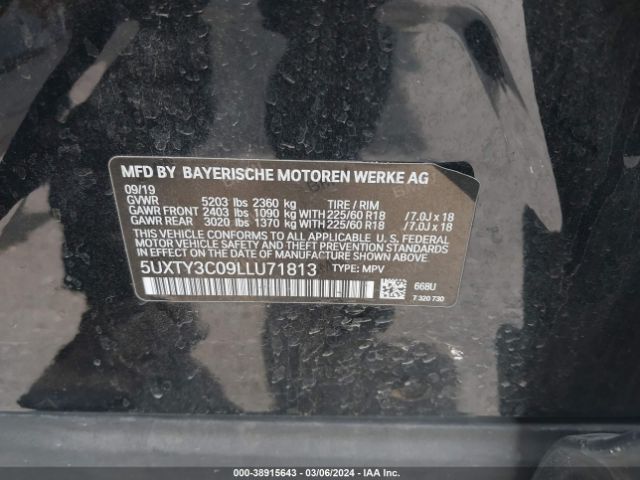 MFD BY BAYERISCHE MOTOREN WERKE AG
09/19
GVWR 5203 lbs 2360 kg TIRE / RIM
GAWR FRONT 2403 lbs 1090 kg WITH 225/60 R18 /7.0J x 18
GAWR REAR 3020 lbs 1370 kg WITH 225/60 R18 /7.0J x 18
THIS VEHICLE CONFORMS TO ALL APPLICABLE U. S. FEDERAL
MOTOR VEHICLE SAFETY, BUMPER, AND THEFT PREVENTION
STANDARDS IN EFFECT ON THE DATE OF MANUFACTURE SHOWN ABOVE.
5UXTY3C09LLU71813 TYPE: MPV
668U
7 320 730
000-38915643 - 03/06/2024 - IAAI.COM